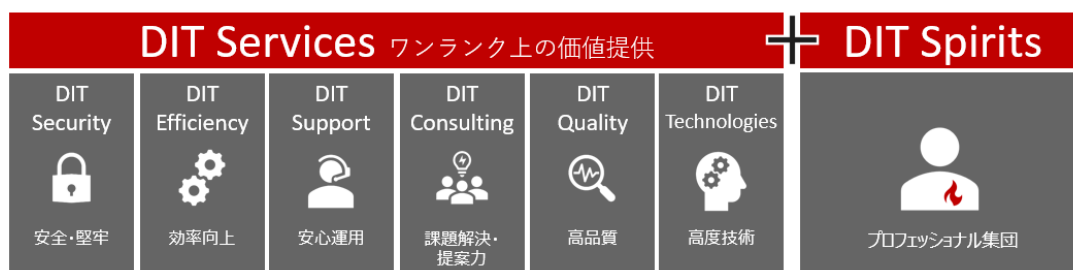 DIT Services ワンランク上の価値提供
+ DIT Spirits
DIT
Security
安全・堅牢
DIT
Efficiency
効率向上
DIT
Support
安心運用
DIT
Consulting
課題解決・
提案力
DIT
Quality
高品質
DIT
Technologies
高度技術
プロフェッショナル集団